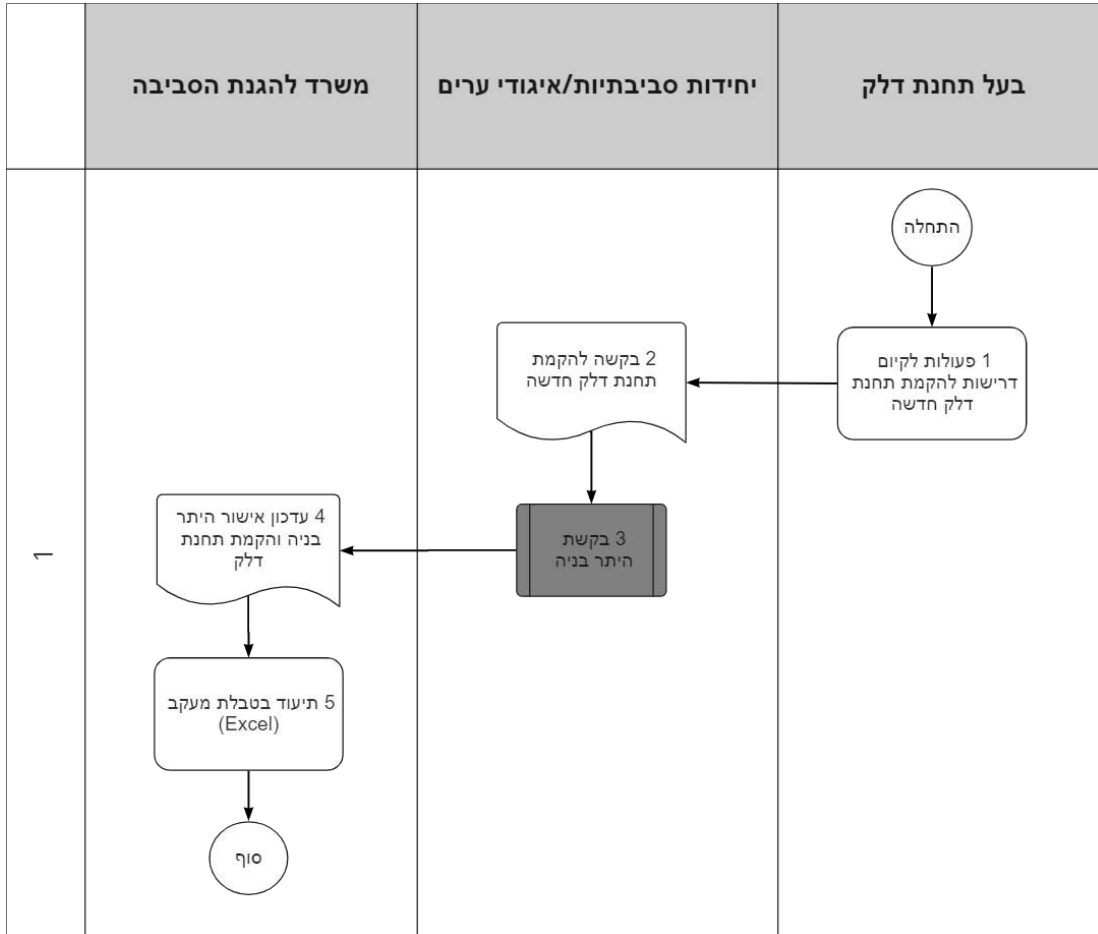 בעל תחנת דלק
יחידות סביבתיות/איגודי ערים
משרד להגנת הסביבה
1
התחלה
1 פעולות לקיום
דרישות להקמת תחנת
דלק חדשה
2 בקשה להקמת
תחנת דלק חדשה
3 בקשת
היתר בניה
4 עדכון אישור היתר
בניה והקמת תחנת
דלק
5 תיעוד בטבלת מעקב
(Excel)
סוף